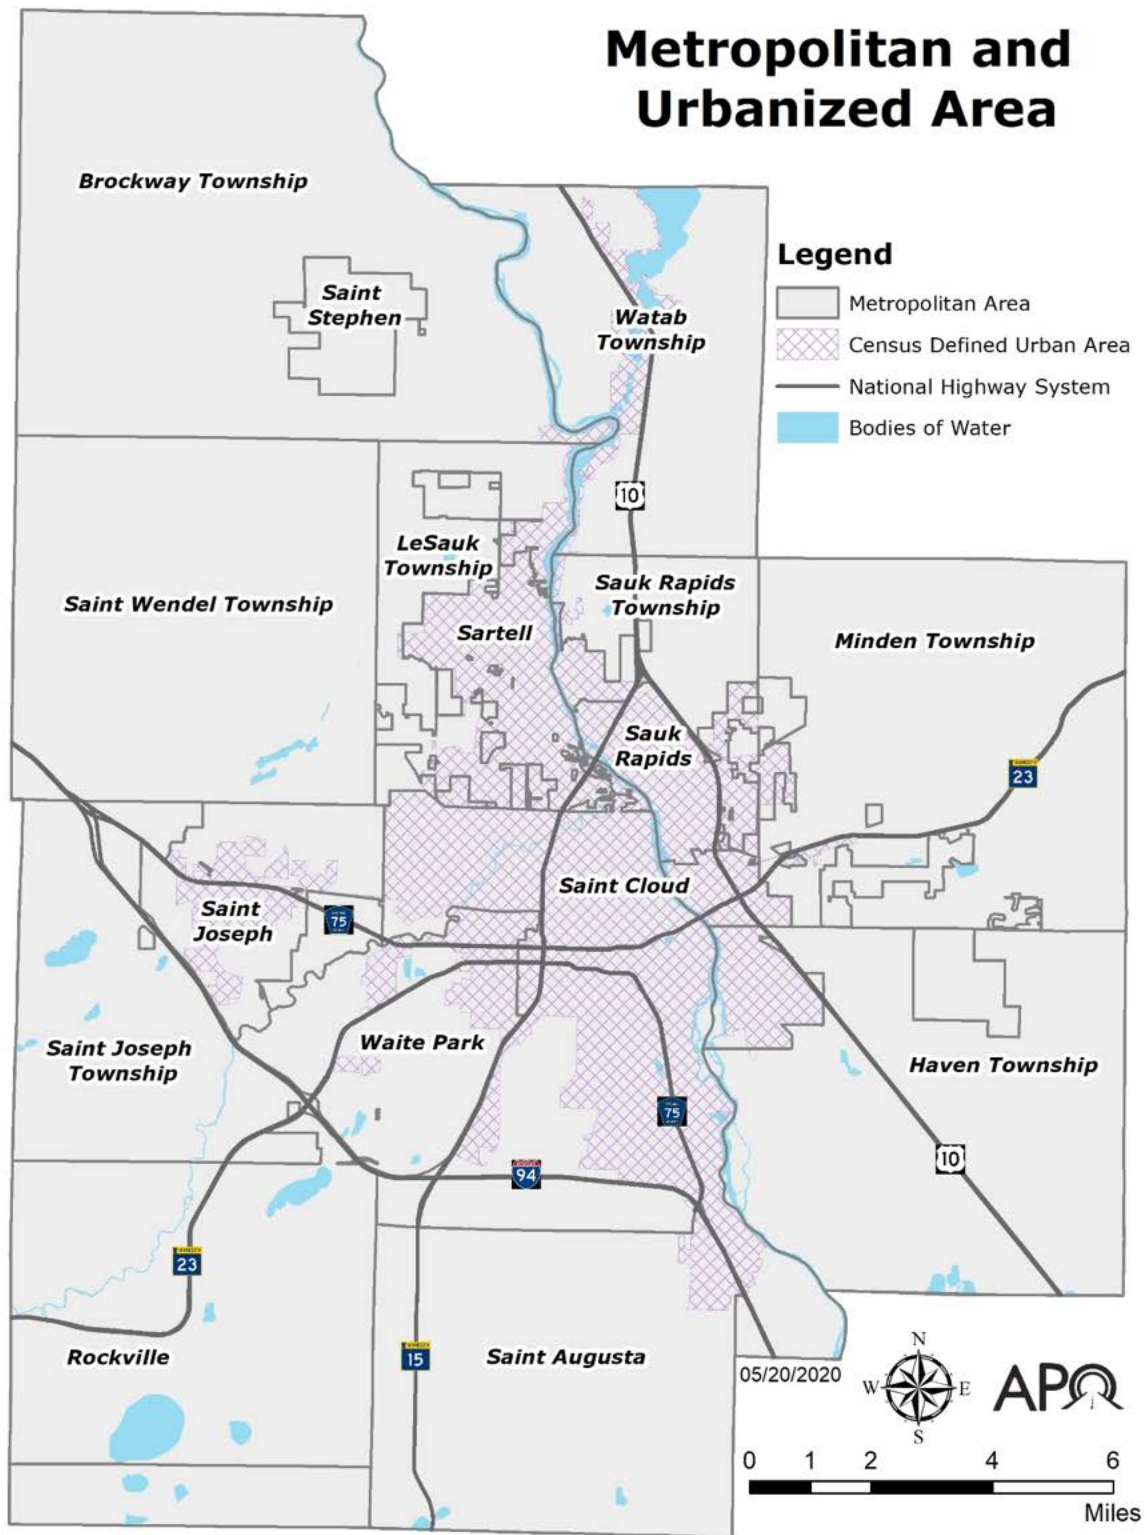 Metropolitan and
Urbanized Area
Brockway Township
Saint
Stephen
Watab
Township
Legend
Metropolitan Area
Census Defined Urban Area
National Highway System
Bodies of Water
10
LeSauk
Township
Sauk Rapids
Township
Saint Wendel Township
Sartell
Minden Township
Sauk
Rapids
23
Saint Cloud
Saint
Joseph
75
Waite Park
Saint Joseph
Township
Haven Township
75
10
94
23
Rockville
15
Saint Augusta
05/20/2020
N
W
E
S
APO
0 1 2 4 6
Miles